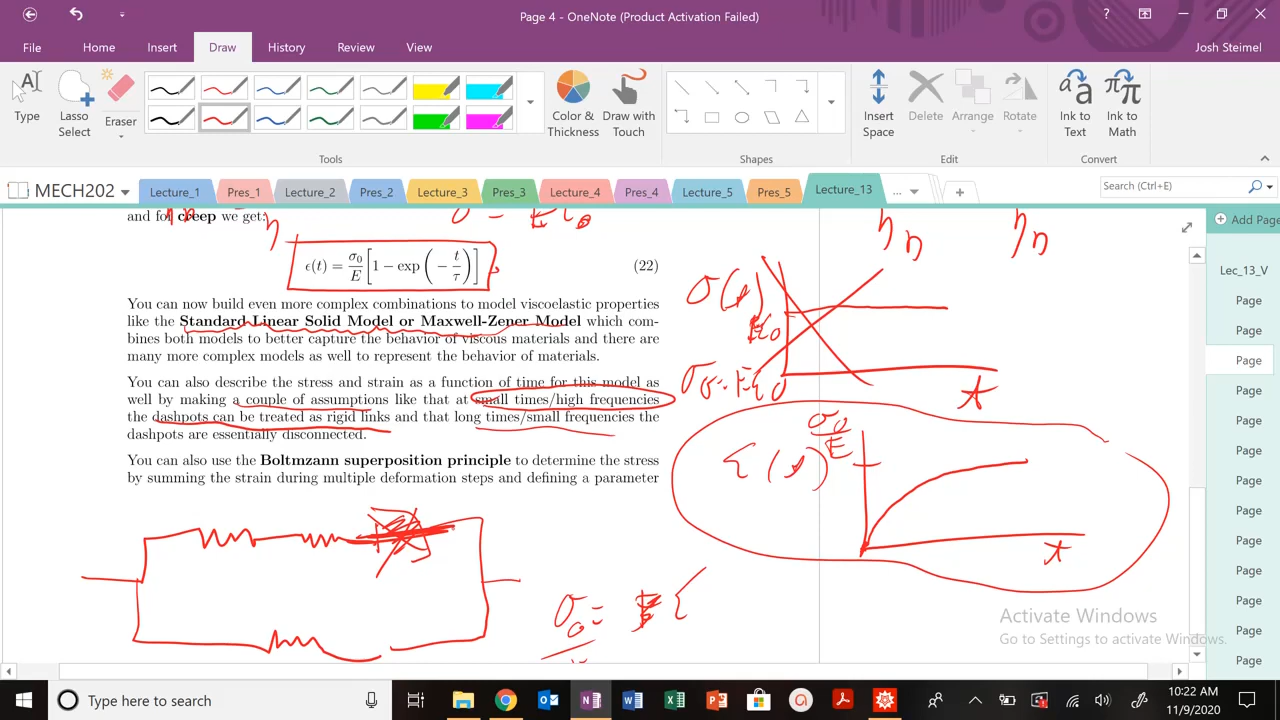 Page 4 - OneNote (Product Activation Failed)
?
File Home Insert Draw History Review View Josh Steimel
Type
Lasso Select
Eraser
Color & Thickness
Draw with Touch
Insert Space
Delete
Arrange
Rotate
Ink to Text
Ink to Math
Tools Shapes Edit Convert
MECH202 Lecture_1 Pres_1 Lecture_2 Pres_2 Lecture_3 Pres_3 Lecture_4 Pres_4 Lecture_5 Pres_5 Lecture_13 ... Search (Ctrl+E)
and for creep we get:
ϵ(t) = σ₀/E [1 − exp(−t/τ)] (22)
You can now build even more complex combinations to model viscoelastic properties
like the Standard Linear Solid Model or Maxwell-Zener Model which com-
bines both models to better capture the behavior of viscous materials and there are
many more complex models as well to represent the behavior of materials.
You can also describe the stress and strain as a function of time for this model as
well by making a couple of assumptions like that at small times/high frequencies
the dashpots can be treated as rigid links and that long times/small frequencies the
dashpots are essentially disconnected.
You can also use the Boltmzann superposition principle to determine the stress
by summing the strain during multiple deformation steps and defining a parameter
η
σ = Eε₀
η n
η n
σ(t)
Eε₀
t
σ₀/E
ε(t)
t
Add Page
Lec_13_V
Page
Page
Page
Page
Page
Page
Page
Page
Page
Page
Page
Page
Page
Activate Windows
Go to Settings to activate Windows.
Type here to search
10:22 AM
11/9/2020